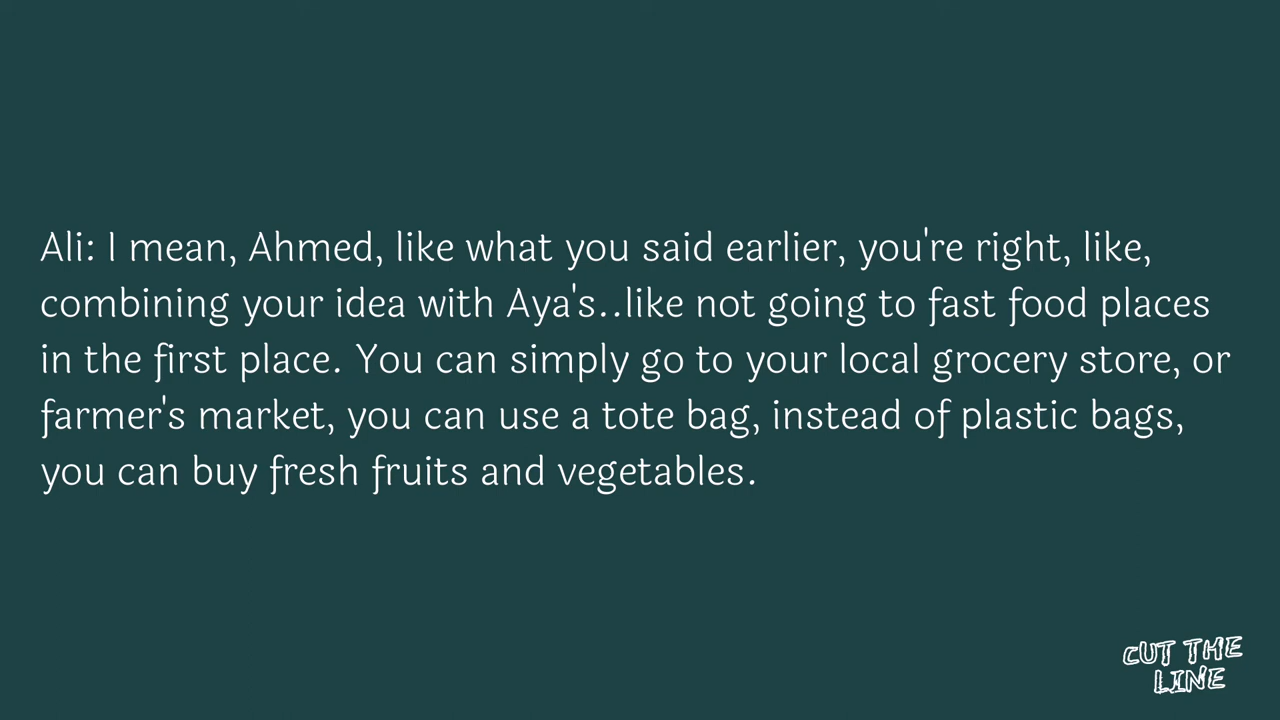 Ali: I mean, Ahmed, like what you said earlier, you're right, like,
combining your idea with Aya's..like not going to fast food places
in the first place. You can simply go to your local grocery store, or
farmer's market, you can use a tote bag, instead of plastic bags,
you can buy fresh fruits and vegetables.
CUT THE
LINE